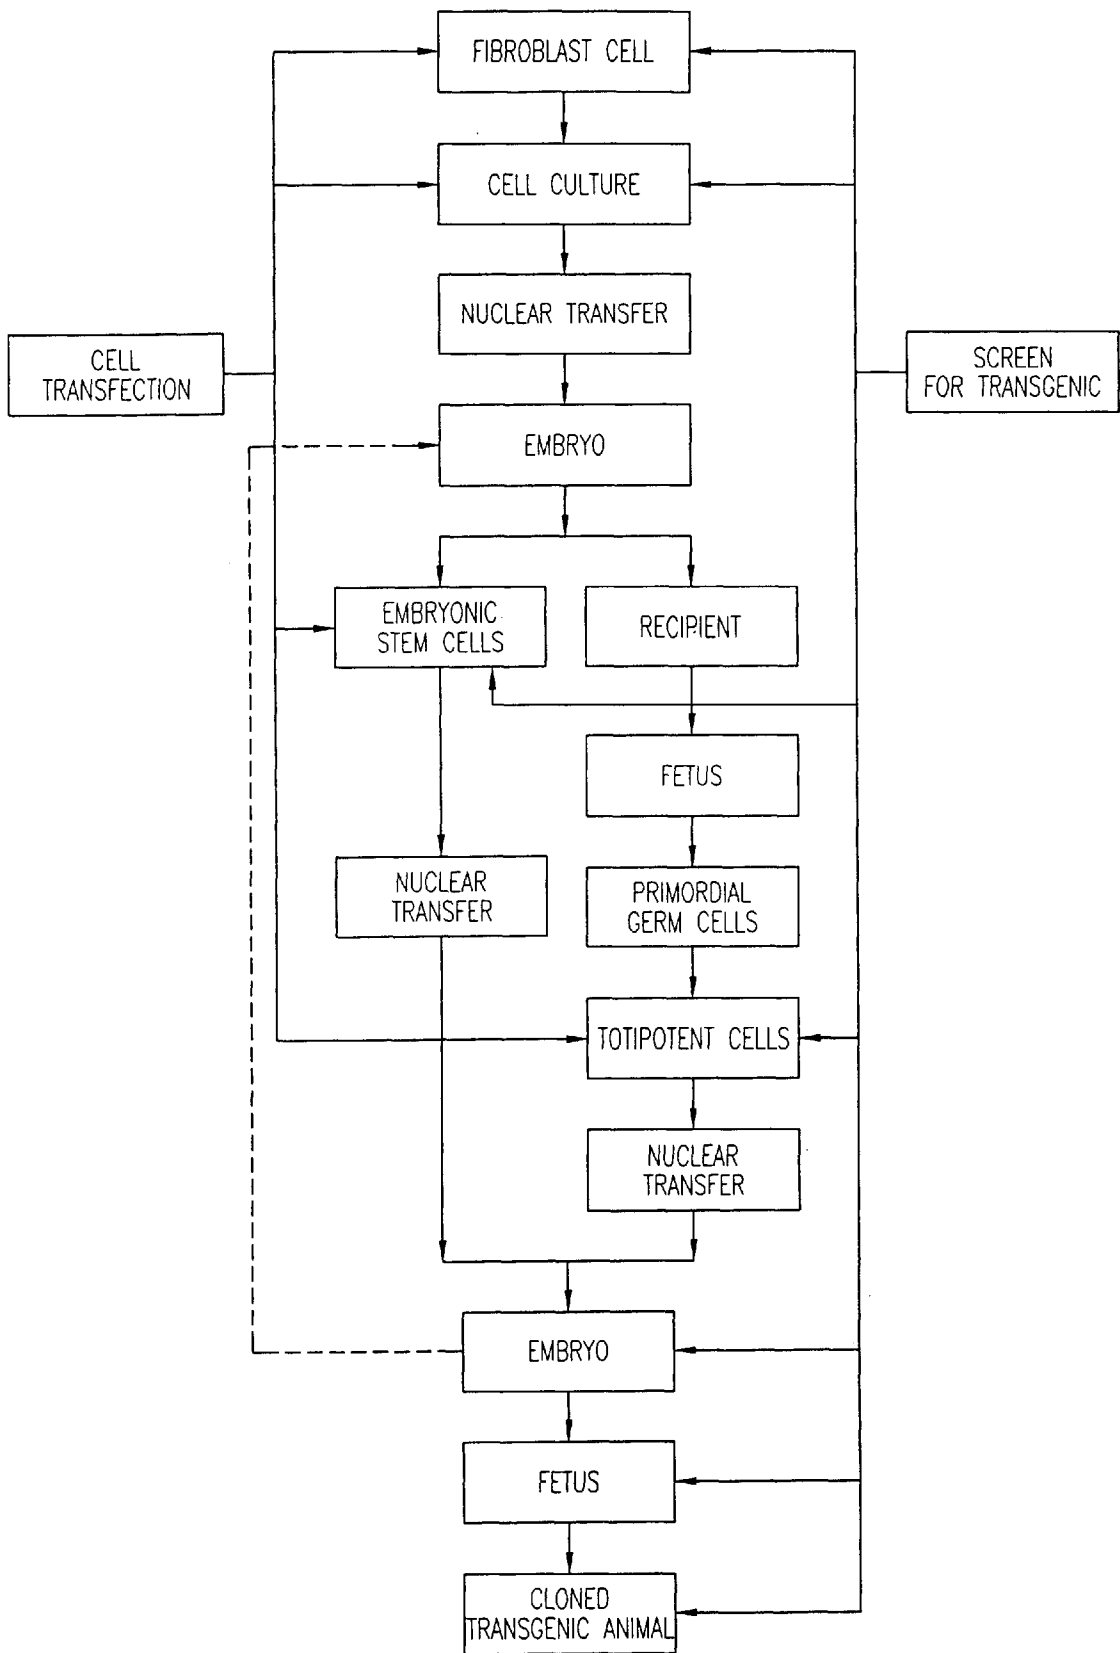 FIBROBLAST CELL
CELL CULTURE
NUCLEAR TRANSFER
CELL
TRANSFECTION
SCREEN
FOR TRANSGENIC
EMBRYO
EMBRYONIC
STEM CELLS
RECIPIENT
FETUS
NUCLEAR
TRANSFER
PRIMORDIAL
GERM CELLS
TOTIPOTENT CELLS
NUCLEAR
TRANSFER
EMBRYO
FETUS
CLONED
TRANSGENIC ANIMAL